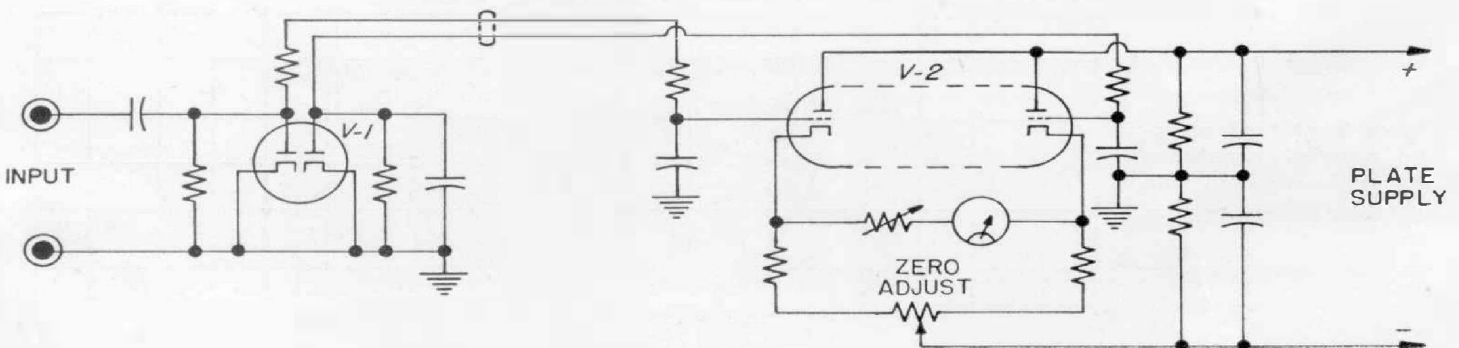 INPUT
V-1
V-2
ZERO
ADJUST
+
PLATE
SUPPLY
-